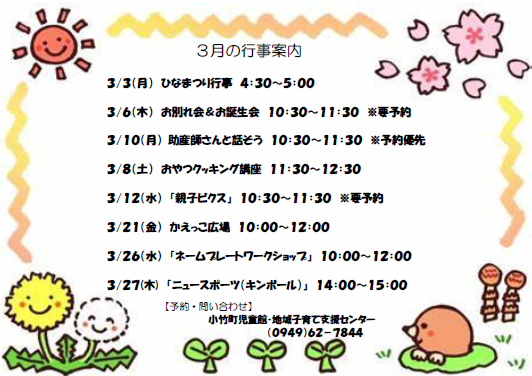 ３月の行事案内
3/3(月) ひなまつり行事 4:30～5:00
3/6(木) お別れ会＆お誕生会 10:30～11:30 ※要予約
3/10(月) 助産師さんと話そう 10:30～11:30 ※予約優先
3/8(土) おやつクッキング講座 11:30～12:30
3/12(水) 「親子ビクス」 10:30～11:30 ※要予約
3/21(金) かえっこ広場 10:00～12:00
3/26(水) 「ネームプレートワークショップ」 10:00～12:00
3/27(木) 「ニュースポーツ(キンボール)」 14:00～15:00
【予約・問い合わせ】
小竹町児童館・地域子育て支援センター
(0949)62-7844